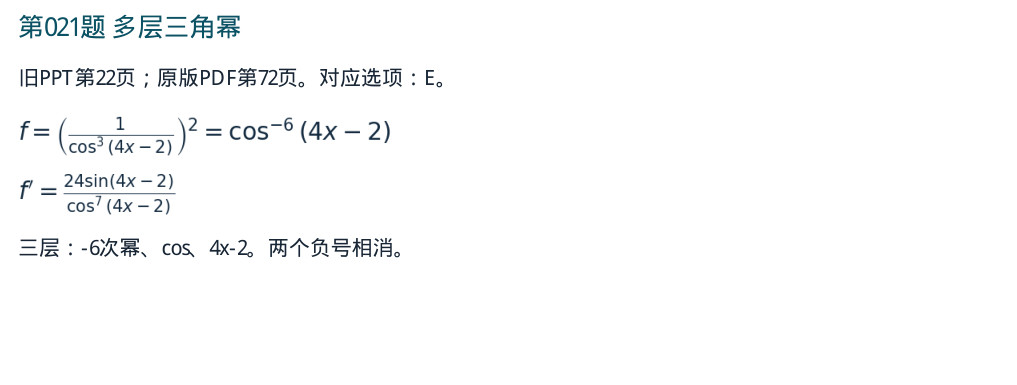 第021题 多层三角幂
旧PPT第22页；原版PDF第72页。对应选项：E。
f = (1 / cos³(4x − 2))² = cos⁻⁶(4x − 2)
f′ = 24sin(4x − 2) / cos⁷(4x − 2)
三层：-6次幂、cos、4x-2。两个负号相消。